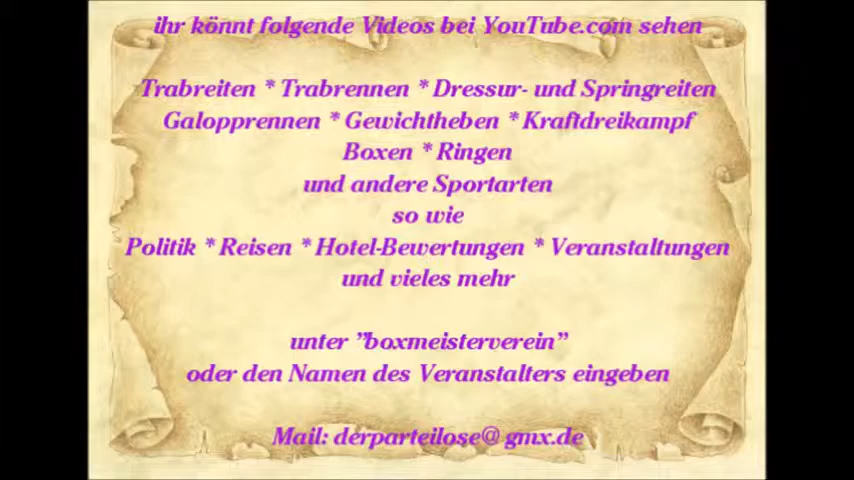 ihr könnt folgende Videos bei YouTube.com sehen
Trabreiten * Trabrennen * Dressur- und Springreiten
Galopprennen * Gewichtheben * Kraftdreikampf
Boxen * Ringen
und andere Sportarten
so wie
Politik * Reisen * Hotel-Bewertungen * Veranstaltungen
und vieles mehr
unter "boxmeisterverein"
oder den Namen des Veranstalters eingeben
Mail: derparteilose@gmx.de